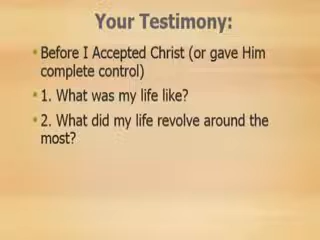 Your Testimony:
• Before I Accepted Christ (or gave Him
complete control)
• 1. What was my life like?
• 2. What did my life revolve around the
most?